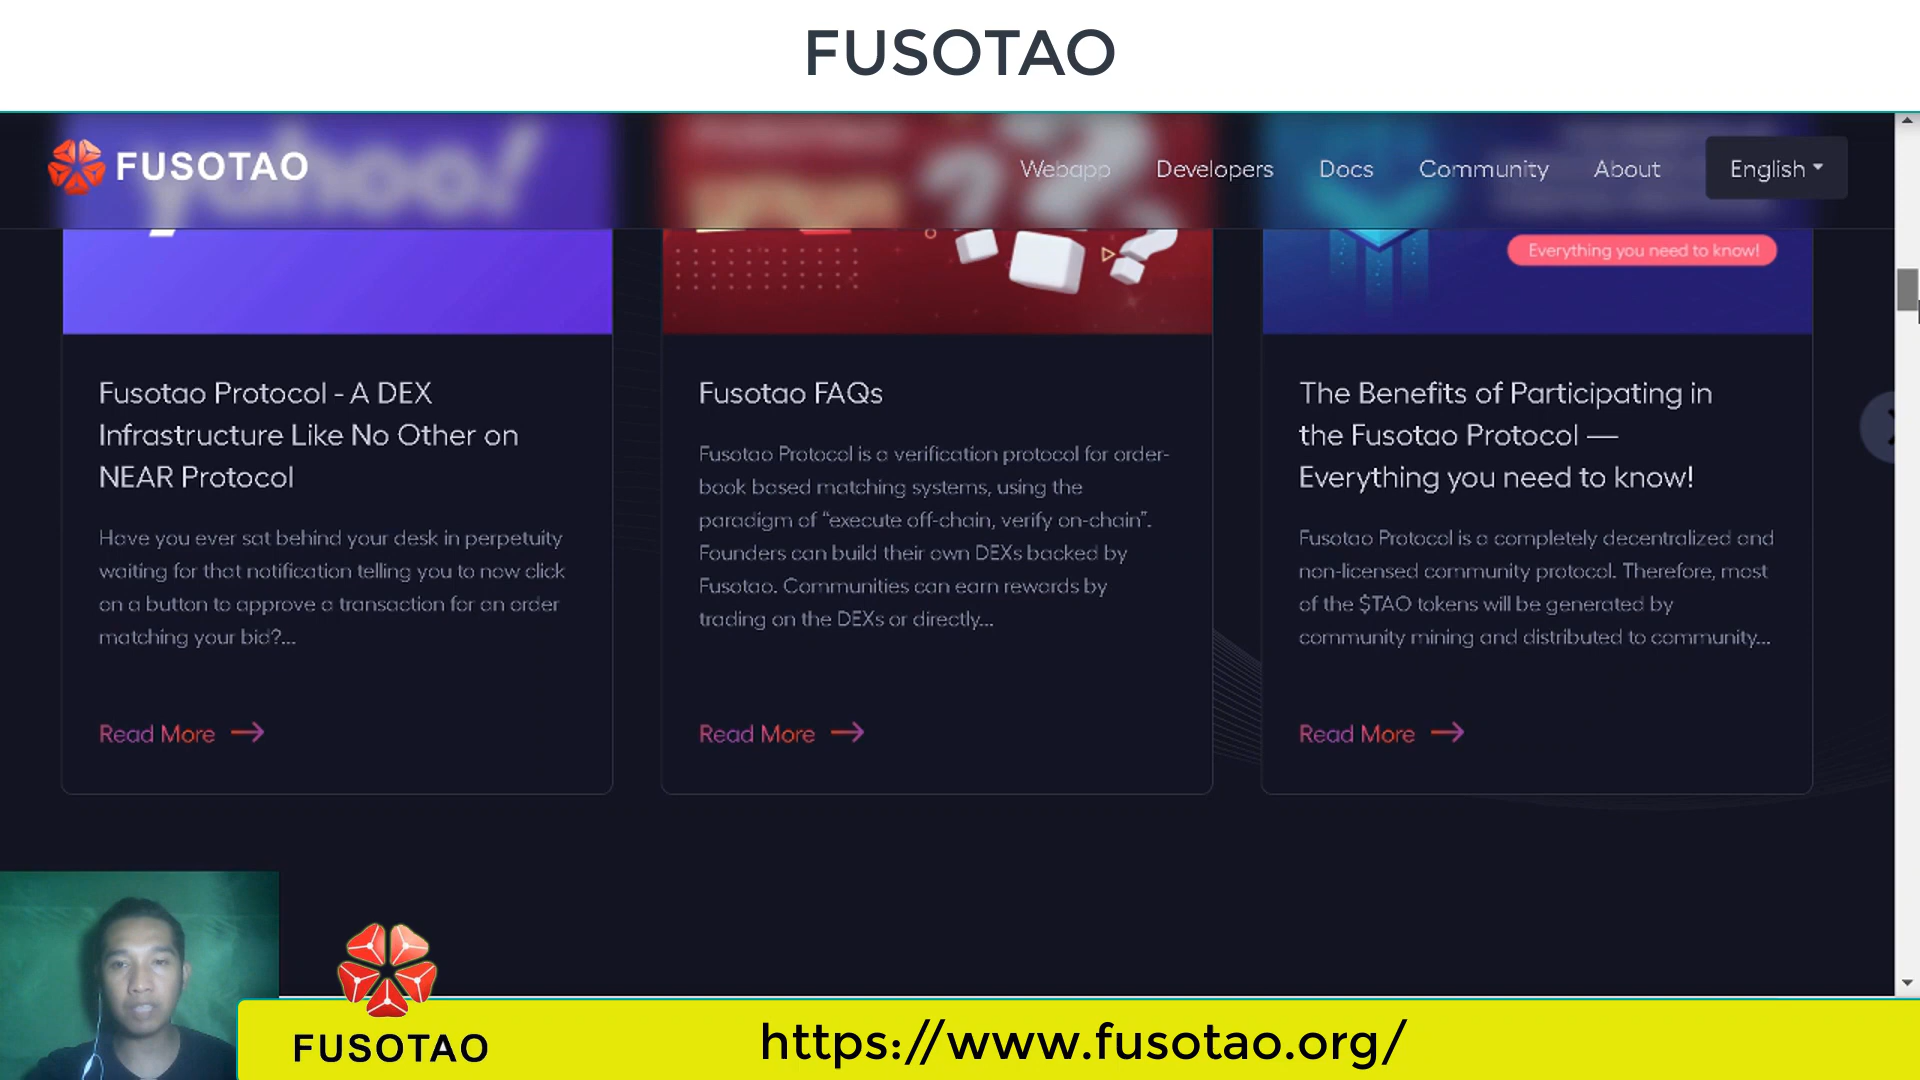 FUSOTAO
yahoo!
FUSOTAO
Webapp
Developers
Docs
Community
About
English
Everything you need to know!
Fusotao Protocol - A DEX
Infrastructure Like No Other on
NEAR Protocol
Have you ever sat behind your desk in perpetuity
waiting for that notification telling you to now click
on a button to approve a transaction for an order
matching your bid?...
Read More
Fusotao FAQs
Fusotao Protocol is a verification protocol for order-
book based matching systems, using the
paradigm of “execute off-chain, verify on-chain”.
Founders can build their own DEXs backed by
Fusotao. Communities can earn rewards by
trading on the DEXs or directly...
Read More
The Benefits of Participating in
the Fusotao Protocol —
Everything you need to know!
Fusotao Protocol is a completely decentralized and
non-licensed community protocol. Therefore, most
of the $TAO tokens will be generated by
community mining and distributed to community...
Read More
FUSOTAO
https://www.fusotao.org/